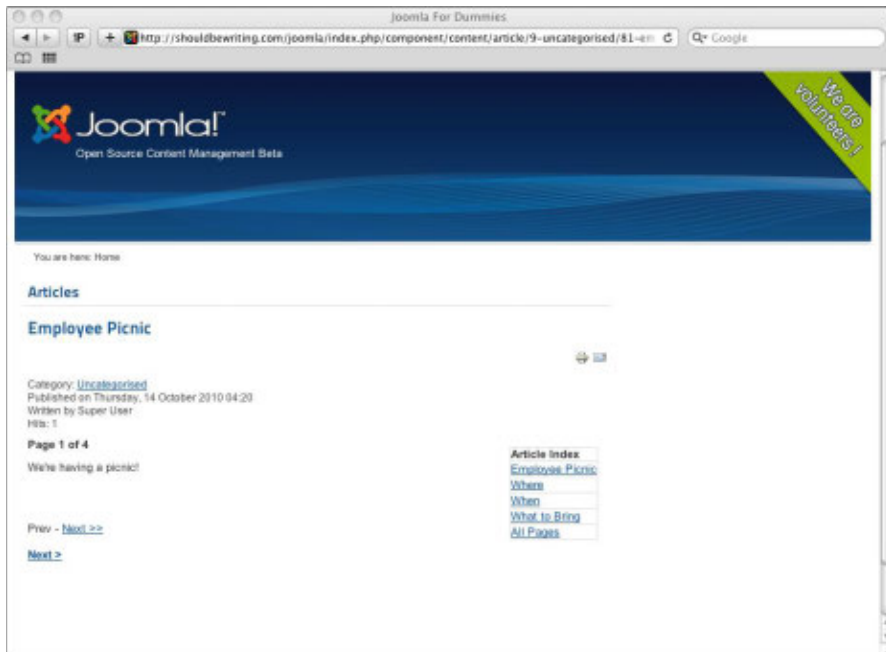 Joomla For Dummies
http://shouldbewriting.com/joomla/index.php/component/content/article/9-uncategorised/81-em
Google
We are
volunteers!
Joomla!™
Open Source Content Management Beta
You are here: Home
Articles
Employee Picnic
Category: Uncategorised
Published on Thursday, 14 October 2010 04:20
Written by Super User
Hits: 1
Page 1 of 4
We're having a picnic!
Article Index
Employee Picnic
Where
When
What to Bring
All Pages
Prev - Next >>
Next >